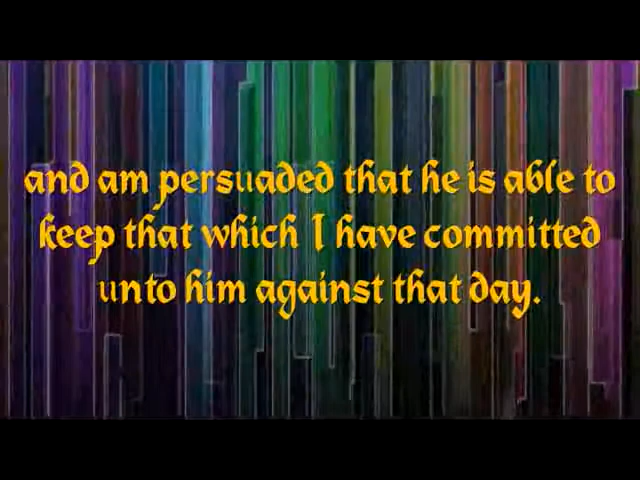 and am persuaded that he is able to
keep that which I have committed
unto him against that day.